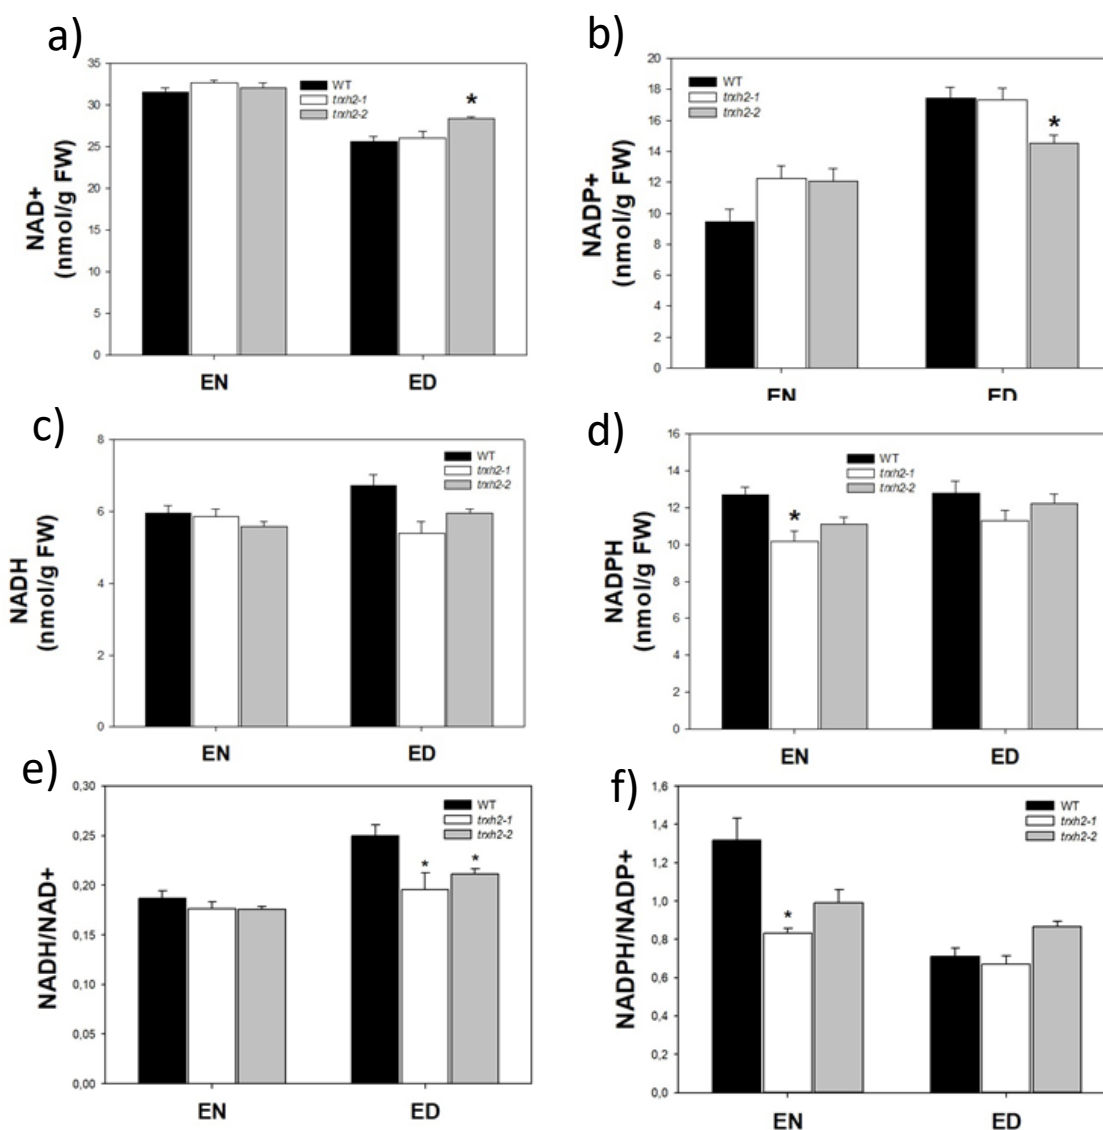 a)
NAD+
(nmol/g FW)
35
30
25
20
15
10
5
0
WT
trxh2-1
trxh2-2
*
EN
ED
b)
NADP+
(nmol/g FW)
20
18
16
14
12
10
8
6
4
2
0
WT
trxh2-1
trxh2-2
*
EN
ED
c)
NADH
(nmol/g FW)
8
6
4
2
0
WT
trxh2-1
trxh2-2
EN
ED
d)
NADPH
(nmol/g FW)
16
14
12
10
8
6
4
2
0
WT
trxh2-1
trxh2-2
*
EN
ED
e)
NADH/NAD+
0,30
0,25
0,20
0,15
0,10
0,05
0,00
WT
trxh2-1
trxh2-2
* *
EN
ED
f)
NADPH/NADP+
1,6
1,4
1,2
1,0
0,8
0,6
0,4
0,2
0,0
WT
trxh2-1
trxh2-2
*
EN
ED